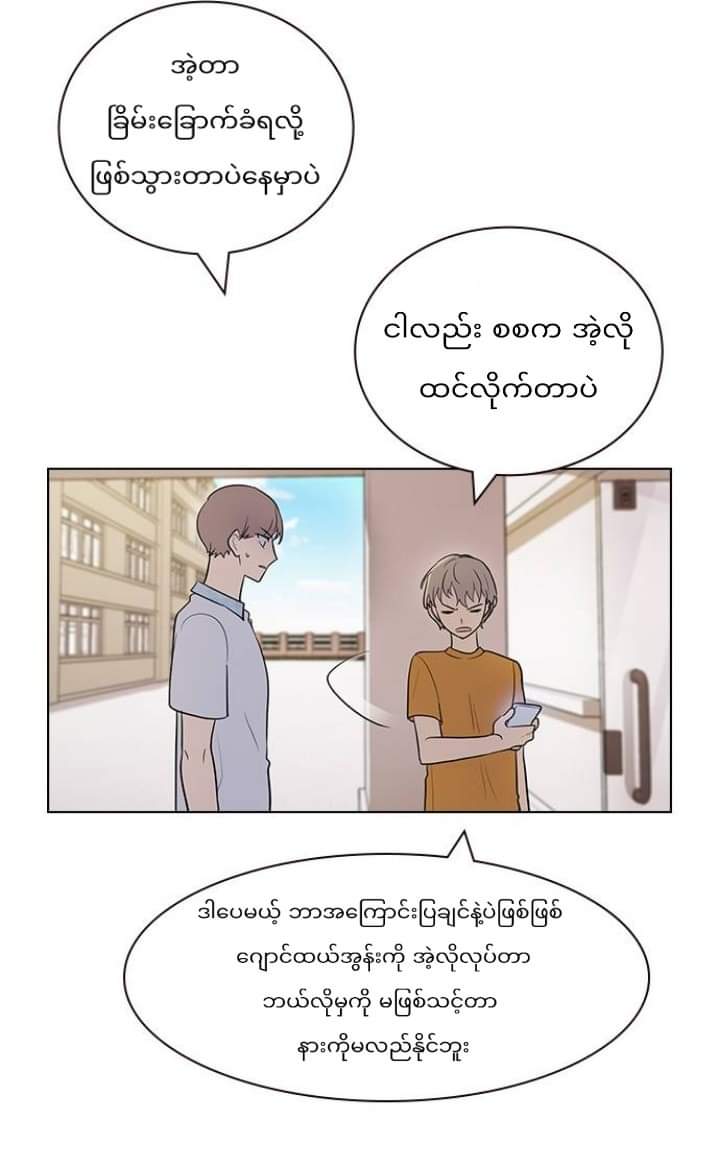 အဲ့တာ
ခြိမ်းခြောက်ခံရလို့
ဖြစ်သွားတာပဲနေမှာပဲ
ငါလည်း စစက အဲ့လို
ထင်လိုက်တာပဲ
ဒါပေမယ့် ဘာအကြောင်းပြချင်နဲ့ပဲဖြစ်ဖြစ်
ဂျောင်ထယ်အွန်းကို အဲ့လိုလုပ်တာ
ဘယ်လိုမှကို မဖြစ်သင့်တာ
နားကိုမလည်နိုင်ဘူး